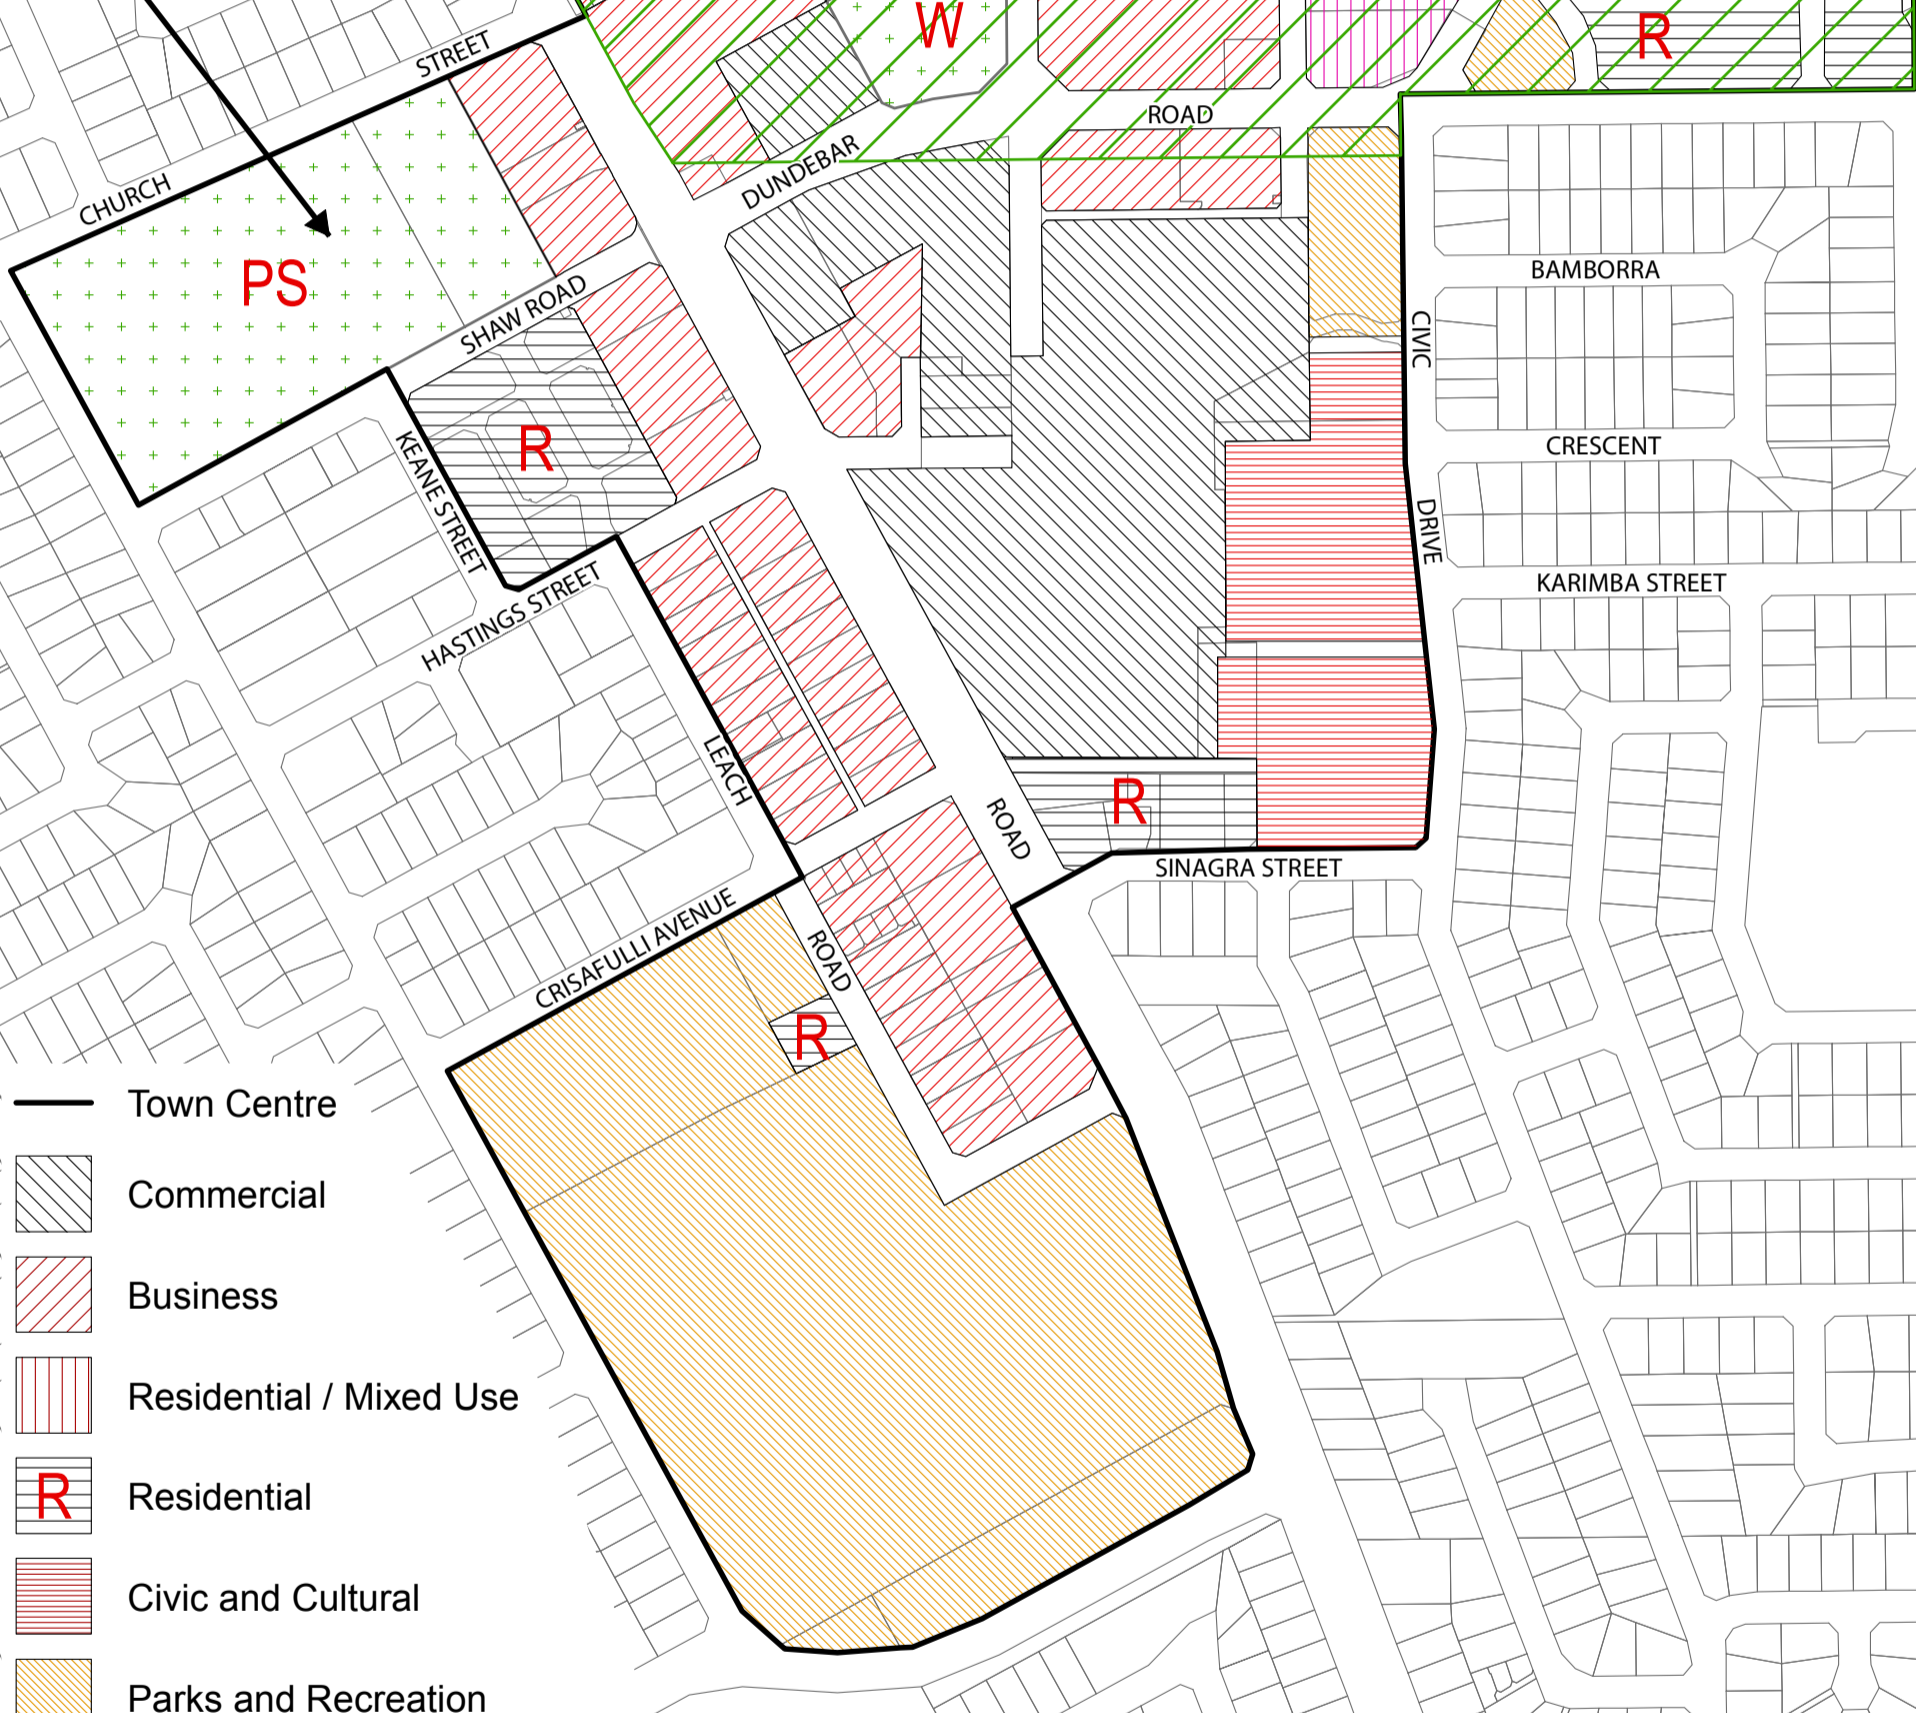 W
R
STREET
ROAD
DUNDEBAR
CHURCH
PS
SHAW ROAD
BAMBORRA
CIVIC
CRESCENT
R
KEANE STREET
DRIVE
KARIMBA STREET
HASTINGS STREET
LEACH
R
ROAD
SINAGRA STREET
CRISAFULLI AVENUE
ROAD
R
Town Centre
Commercial
Business
Residential / Mixed Use
R
Residential
Civic and Cultural
Parks and Recreation